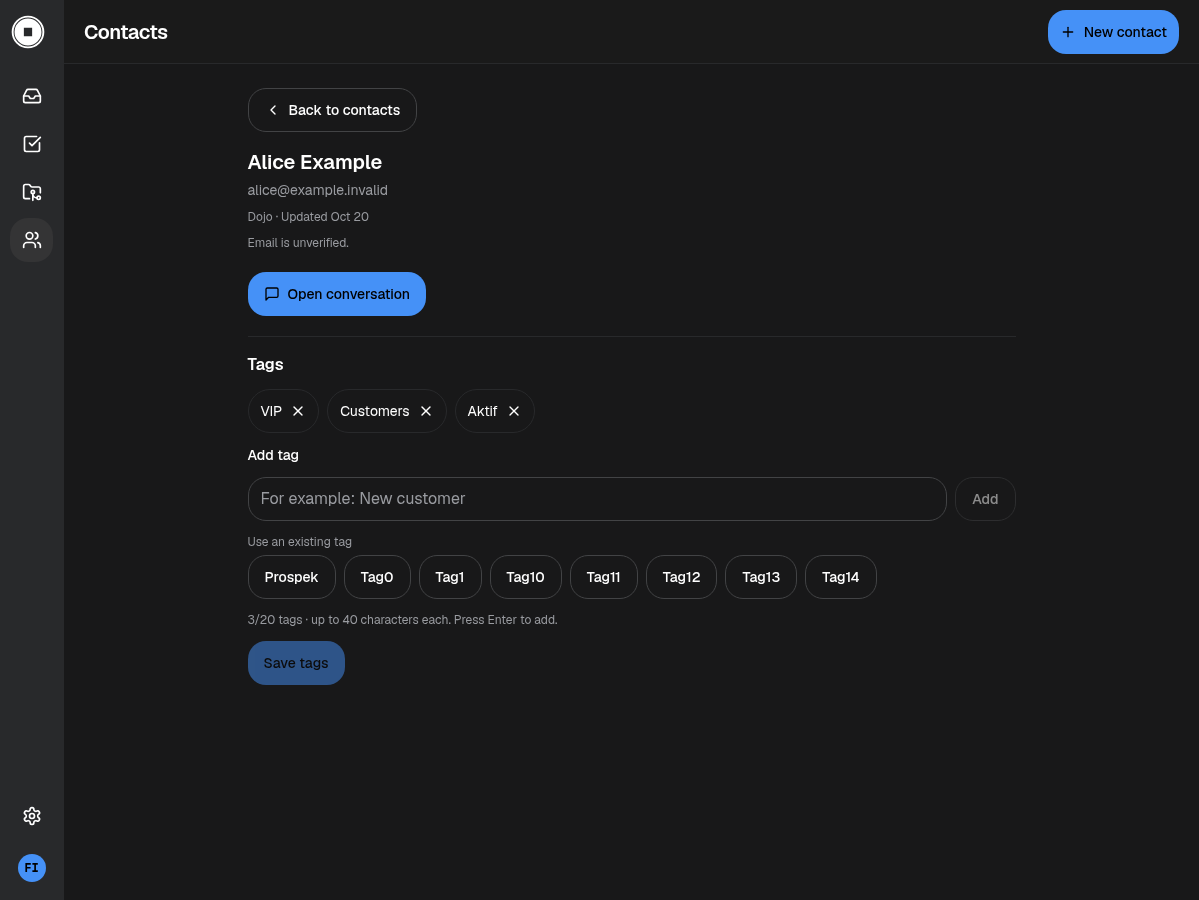 Contacts
New contact
Back to contacts
Alice Example
alice@example.invalid
Dojo · Updated Oct 20
Email is unverified.
Open conversation
Tags
VIP Customers Aktif
Add tag
For example: New customer Add
Use an existing tag
Prospek Tag0 Tag1 Tag10 Tag11 Tag12 Tag13 Tag14
3/20 tags · up to 40 characters each. Press Enter to add.
Save tags
FI